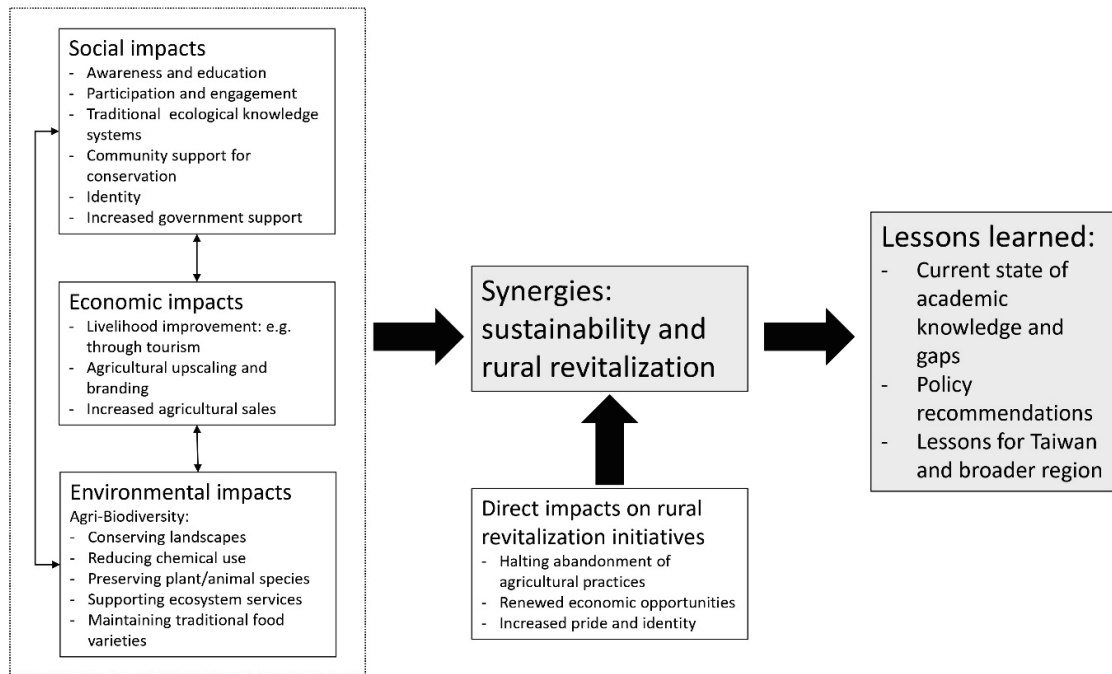 Social impacts
- Awareness and education
- Participation and engagement
- Traditional ecological knowledge
systems
- Community support for
conservation
- Identity
- Increased government support
Economic impacts
- Livelihood improvement: e.g.
through tourism
- Agricultural upscaling and
branding
- Increased agricultural sales
Environmental impacts
Agri-Biodiversity:
- Conserving landscapes
- Reducing chemical use
- Preserving plant/animal species
- Supporting ecosystem services
- Maintaining traditional food
varieties
Synergies:
sustainability and
rural revitalization
Direct impacts on rural
revitalization initiatives
- Halting abandonment of
agricultural practices
- Renewed economic opportunities
- Increased pride and identity
Lessons learned:
- Current state of
academic
knowledge and
gaps
- Policy
recommendations
- Lessons for Taiwan
and broader region